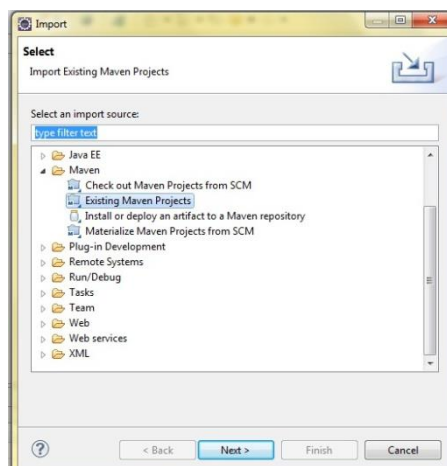 Import
Select
Import Existing Maven Projects
Select an import source:
type filter text
Java EE
Maven
Check out Maven Projects from SCM
Existing Maven Projects
Install or deploy an artifact to a Maven repository
Materialize Maven Projects from SCM
Plug-in Development
Remote Systems
Run/Debug
Tasks
Team
Web
Web services
XML
? < Back Next > Finish Cancel